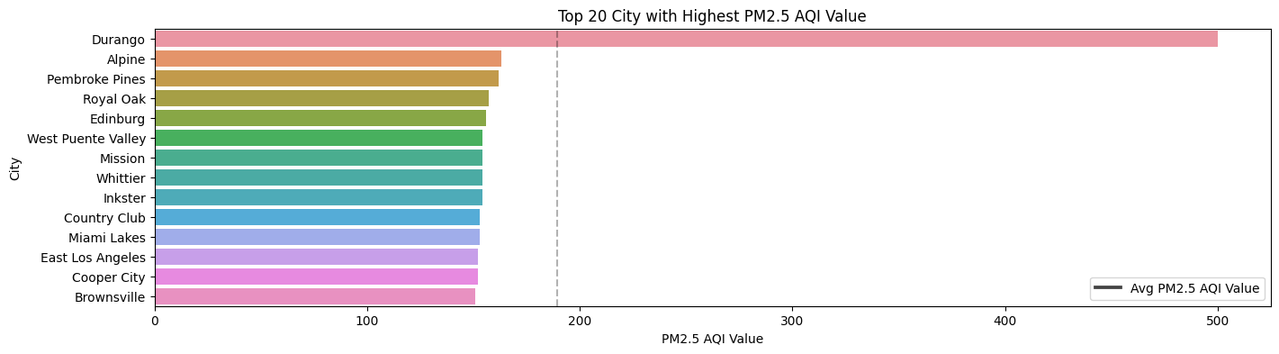 Top 20 City with Highest PM2.5 AQI Value
City
Durango
Alpine
Pembroke Pines
Royal Oak
Edinburg
West Puente Valley
Mission
Whittier
Inkster
Country Club
Miami Lakes
East Los Angeles
Cooper City
Brownsville
Avg PM2.5 AQI Value
0 100 200 300 400 500
PM2.5 AQI Value